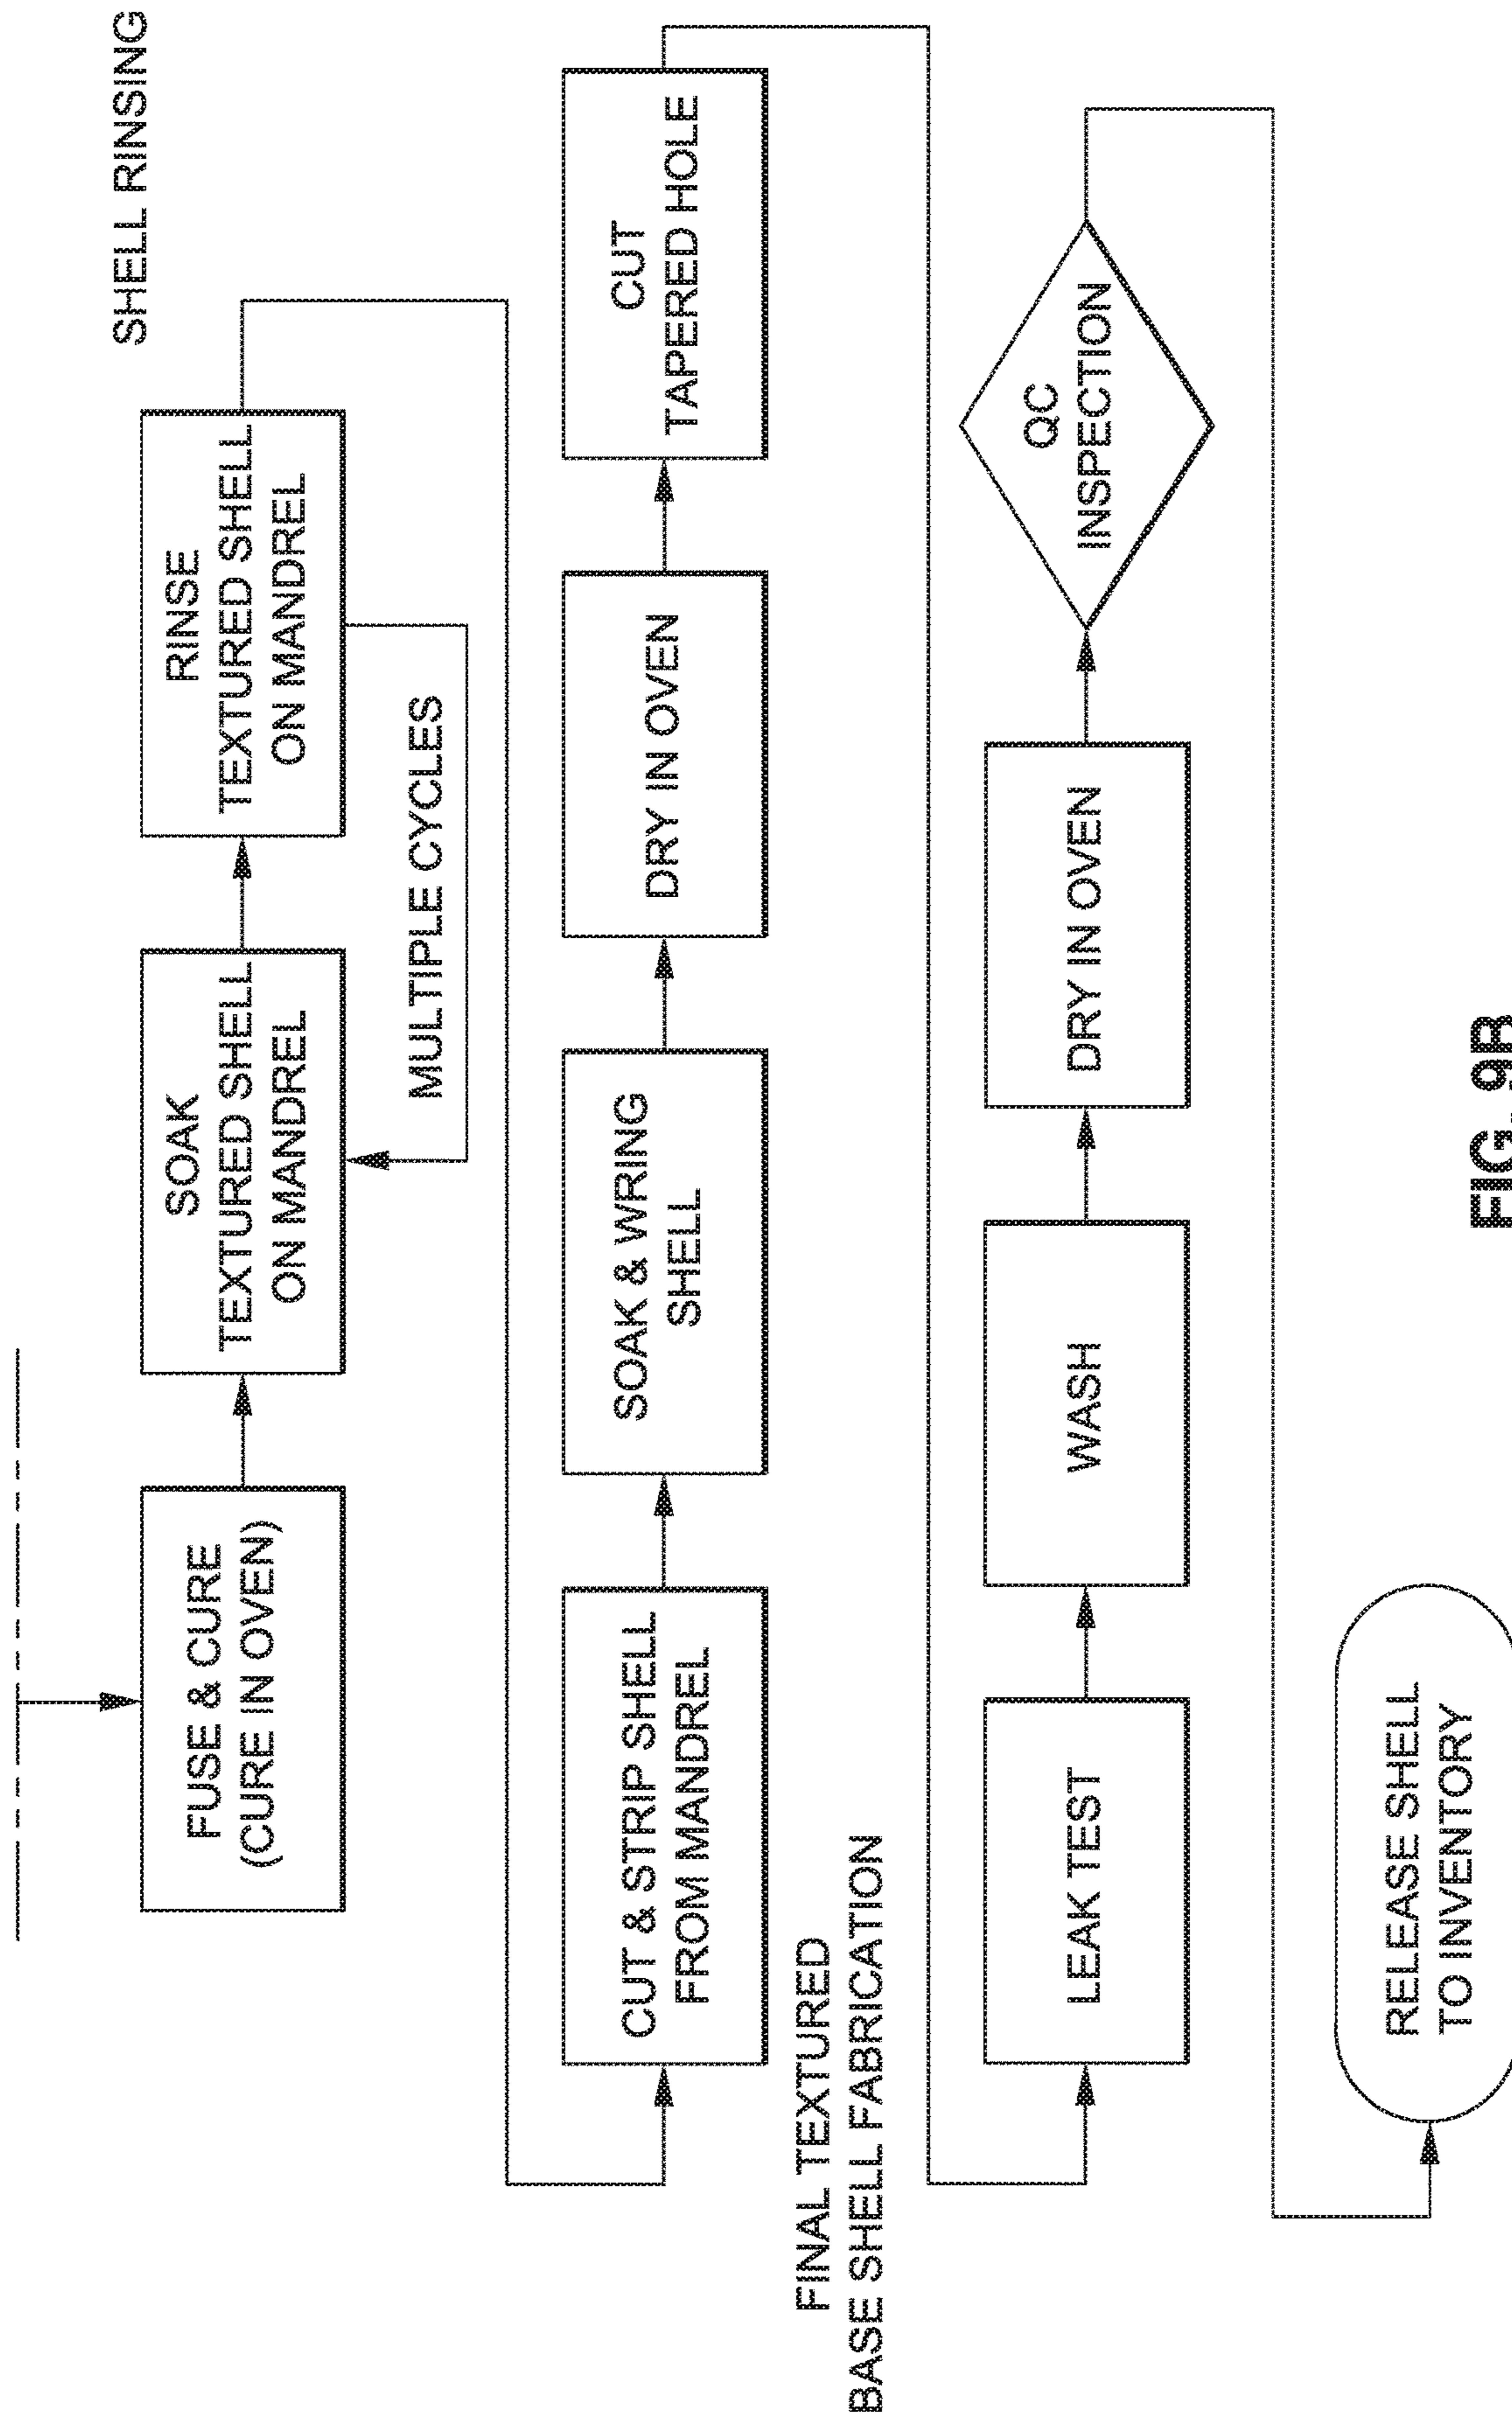 SHELL RINSING
FUSE & CURE
(CURE IN OVEN)
SOAK
TEXTURED SHELL
ON MANDREL
RINSE
TEXTURED SHELL
ON MANDREL
MULTIPLE CYCLES
CUT & STRIP SHELL
FROM MANDREL
SOAK & WRING
SHELL
DRY IN OVEN
CUT
TAPERED HOLE
FINAL TEXTURED
BASE SHELL FABRICATION
LEAK TEST
WASH
DRY IN OVEN
QC
INSPECTION
RELEASE SHELL
TO INVENTORY
FIG. 9B